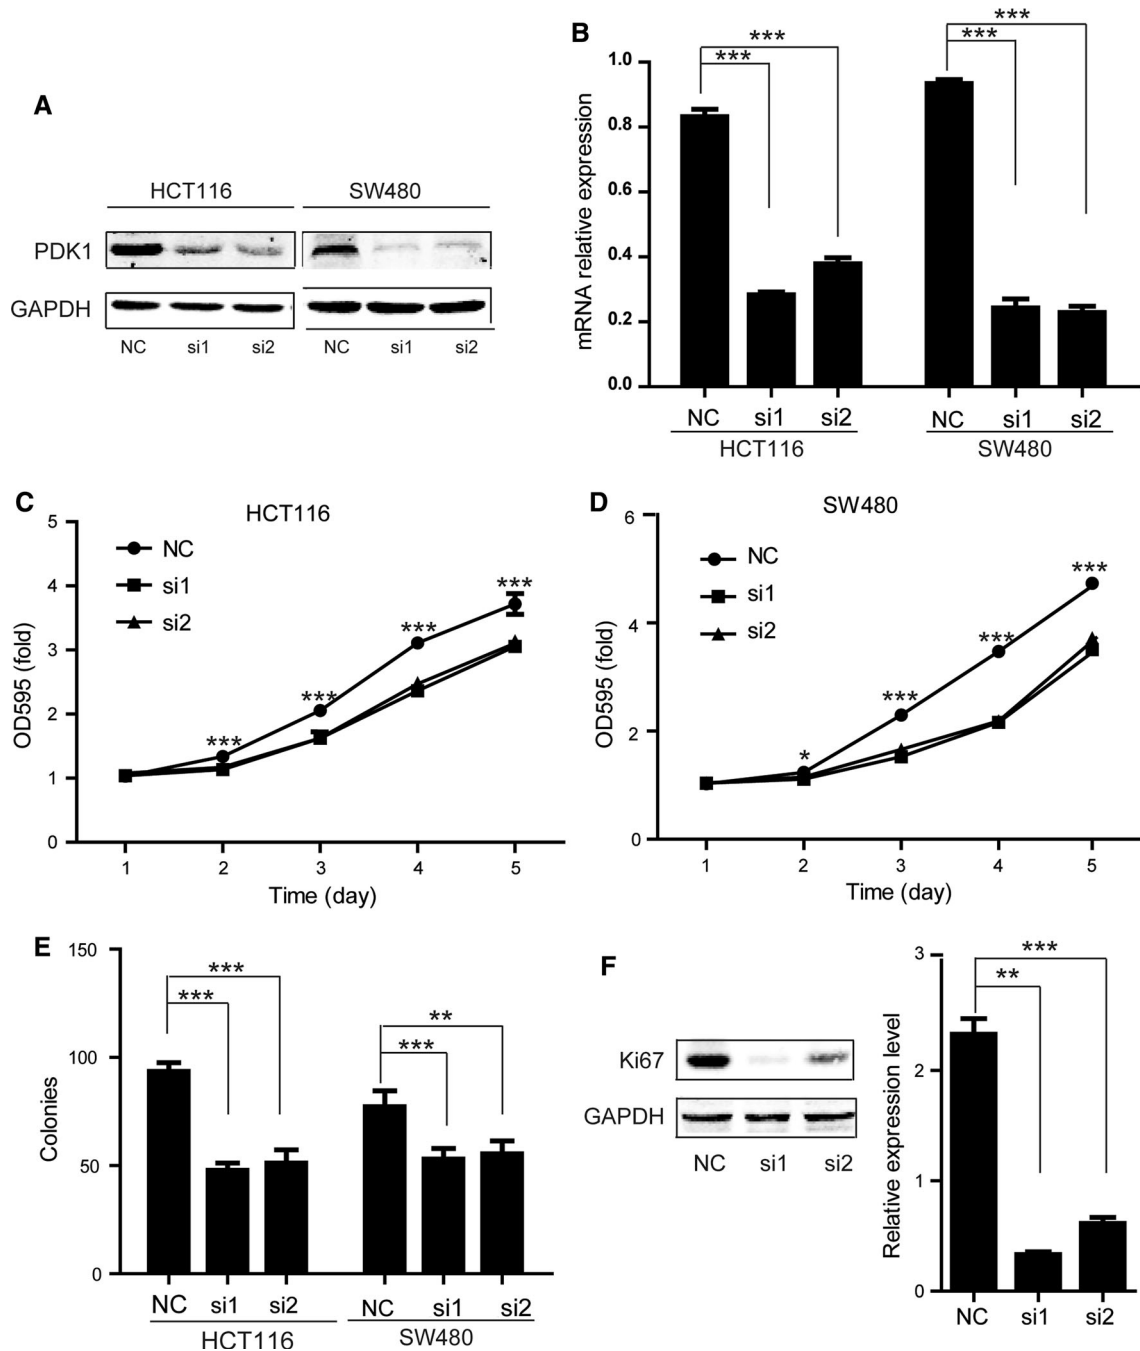 A
HCT116 SW480
PDK1
GAPDH
NC si1 si2 NC si1 si2
B
*** ***
*** ***
mRNA relative expression
1.0
0.8
0.6
0.4
0.2
0.0
NC si1 si2 NC si1 si2
HCT116 SW480
C
HCT116
OD595 (fold)
5
4
3
2
1
0
NC
si1
si2
*** *** *** ***
1 2 3 4 5
Time (day)
D
SW480
OD595 (fold)
6
4
2
0
NC
si1
si2
* *** *** ***
1 2 3 4 5
Time (day)
E
Colonies
150
100
50
0
*** **
*** ***
NC si1 si2 NC si1 si2
HCT116 SW480
F
Ki67
GAPDH
NC si1 si2
Relative expression level
3
2
1
0
***
**
NC si1 si2